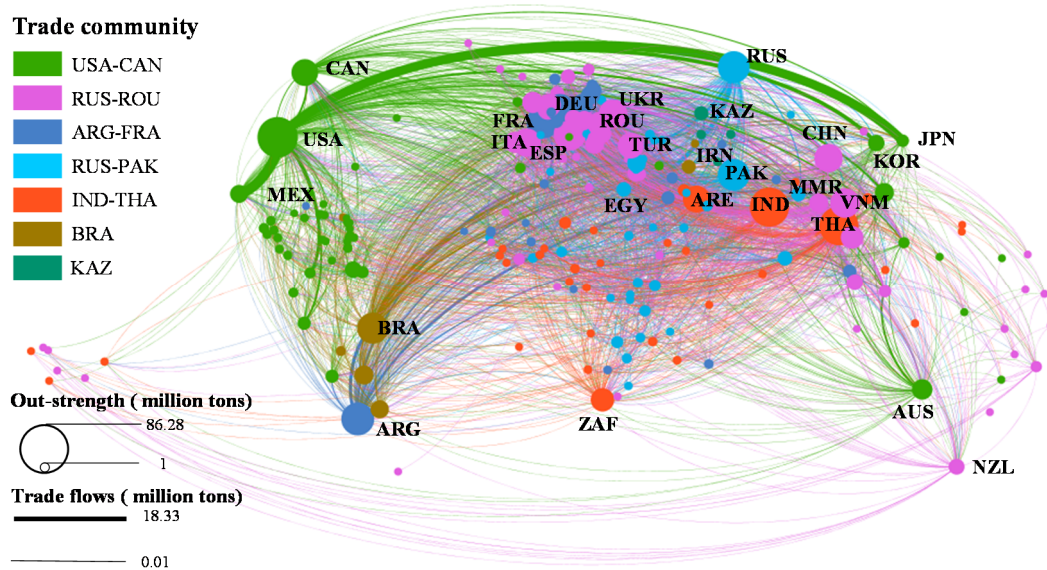 Trade community
USA-CAN
RUS-ROU
ARG-FRA
RUS-PAK
IND-THA
BRA
KAZ
CAN
RUS
USA
MEX
DEU
UKR
FRA
ROU
ITA
ESP
TUR
KAZ
CHN
JPN
KOR
IRN
PAK
MMR
EGY
ARE
IND
VNM
THA
BRA
ARG
ZAF
AUS
NZL
Out-strength ( million tons)
86.28
1
Trade flows ( million tons)
18.33
0.01